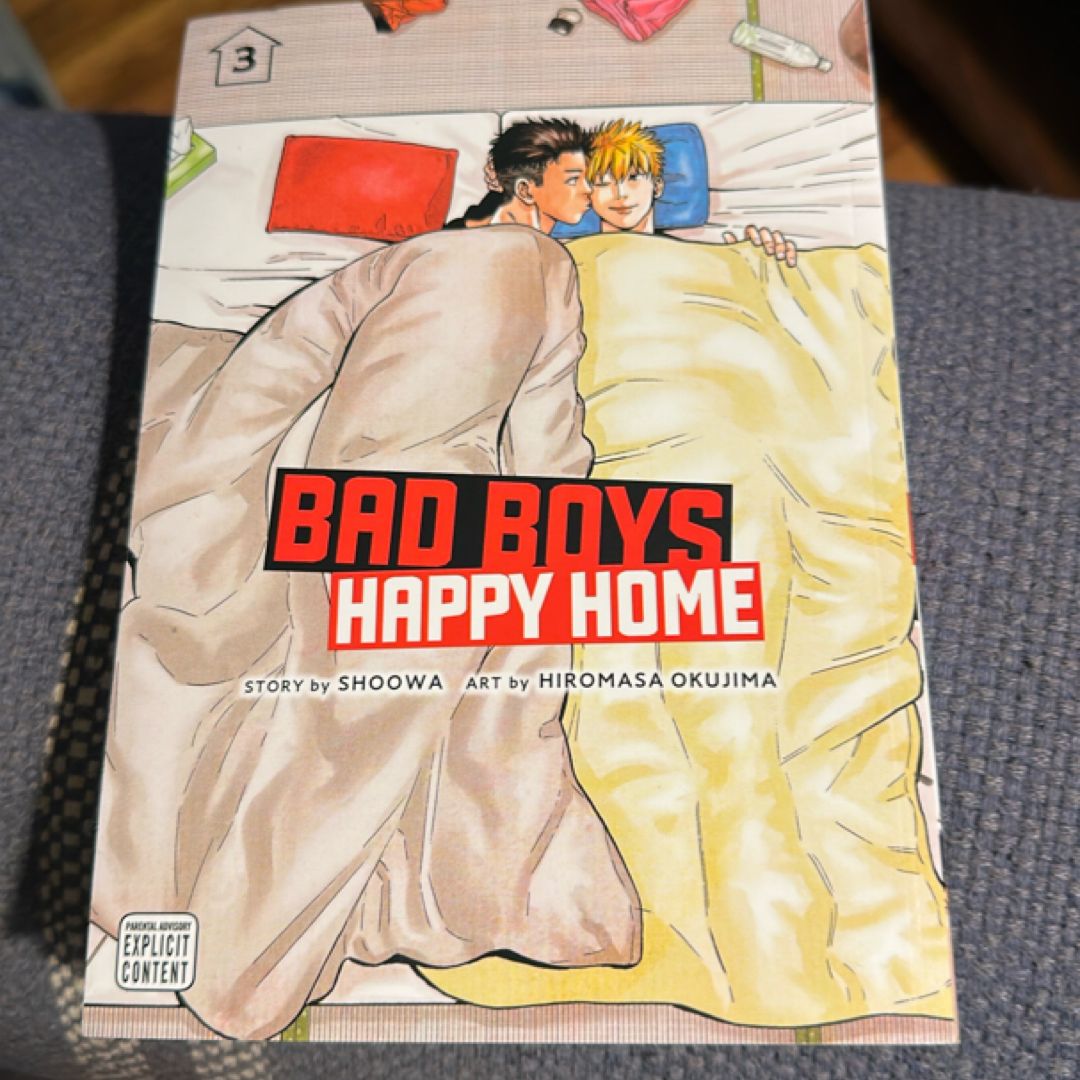 3
BAD BOYS
HAPPY HOME
STORY by SHOOWA ART by HIROMASA OKUJIMA
PARENTAL ADVISORY
EXPLICIT
CONTENT